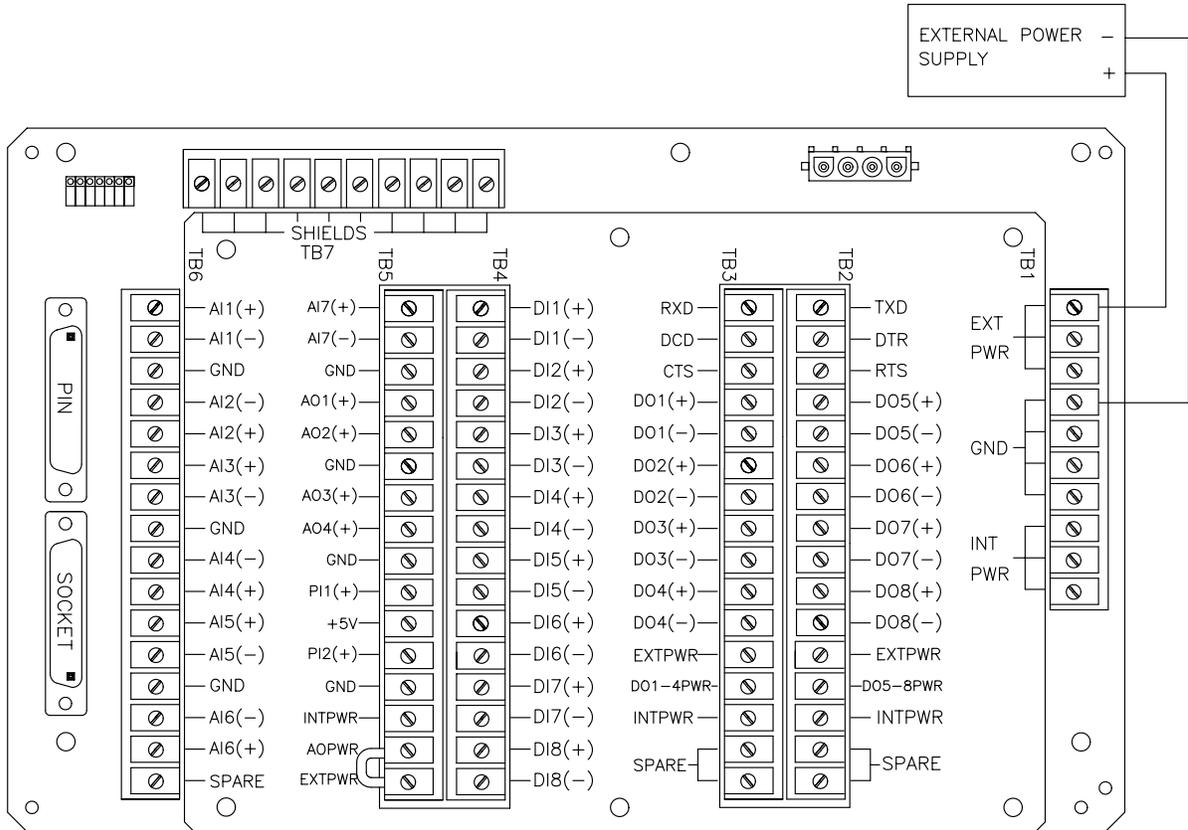 EXTERNAL POWER −
SUPPLY
+
SHIELDS
TB7
TB6
TB5
TB4
TB3
TB2
TB1
PIN
SOCKET
AI1(+)
AI1(−)
GND
AI2(−)
AI2(+)
AI3(+)
AI3(−)
GND
AI4(−)
AI4(+)
AI5(+)
AI5(−)
GND
AI6(−)
AI6(+)
SPARE
AI7(+)
AI7(−)
GND
AO1(+)
AO2(+)
GND
AO3(+)
AO4(+)
GND
PI1(+)
+5V
PI2(+)
GND
INTPWR
AOPWR
EXTPWR
DI1(+)
DI1(−)
DI2(+)
DI2(−)
DI3(+)
DI3(−)
DI4(+)
DI4(−)
DI5(+)
DI5(−)
DI6(+)
DI6(−)
DI7(+)
DI7(−)
DI8(+)
DI8(−)
RXD
DCD
CTS
DO1(+)
DO1(−)
DO2(+)
DO2(−)
DO3(+)
DO3(−)
DO4(+)
DO4(−)
EXTPWR
DO1−4PWR
INTPWR
SPARE
TXD
DTR
RTS
DO5(+)
DO5(−)
DO6(+)
DO6(−)
DO7(+)
DO7(−)
DO8(+)
DO8(−)
EXTPWR
DO5−8PWR
INTPWR
SPARE
EXT
PWR
GND
INT
PWR